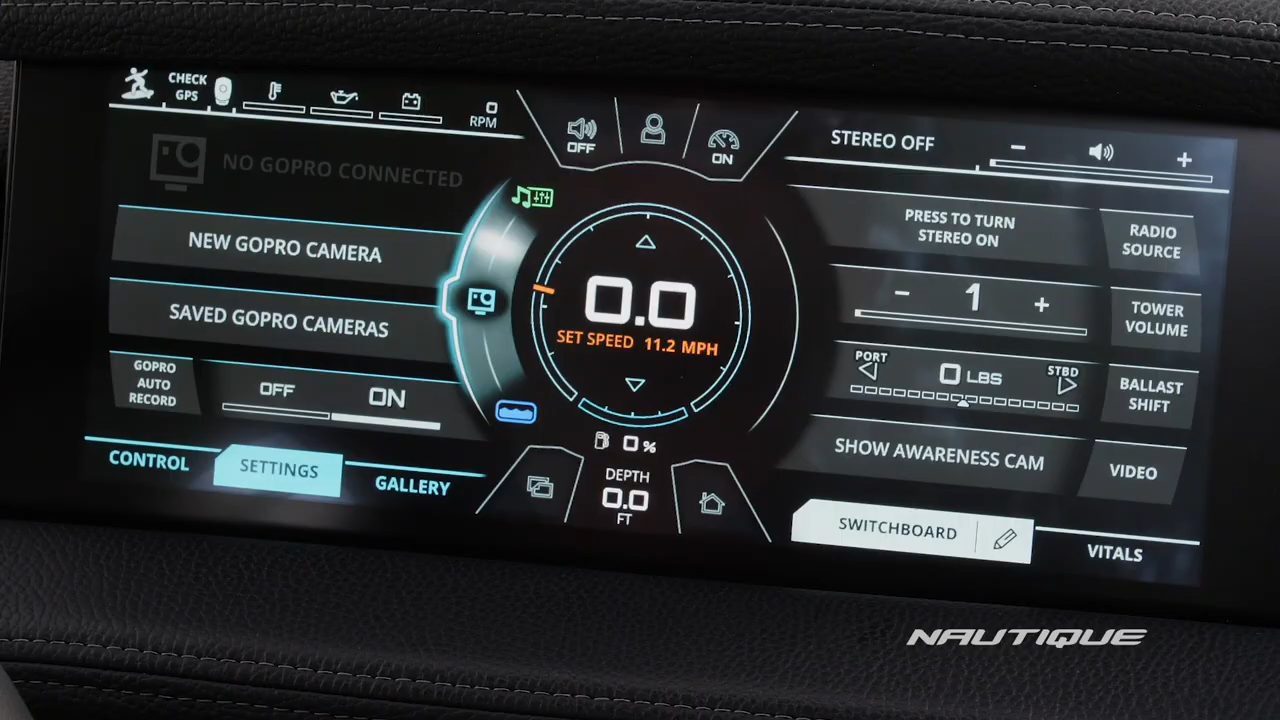 CHECK
GPS
0
RPM
OFF
ON
STEREO OFF
−
+
NO GOPRO CONNECTED
NEW GOPRO CAMERA
SAVED GOPRO CAMERAS
GOPRO
AUTO
RECORD
OFF
ON
CONTROL
SETTINGS
GALLERY
0.0
SET SPEED 11.2 MPH
0 %
DEPTH
0.0
FT
PRESS TO TURN
STEREO ON
RADIO
SOURCE
− 1 +
TOWER
VOLUME
PORT
0 LBS
STBD
BALLAST
SHIFT
SHOW AWARENESS CAM
VIDEO
SWITCHBOARD
VITALS
NAUTIQUE